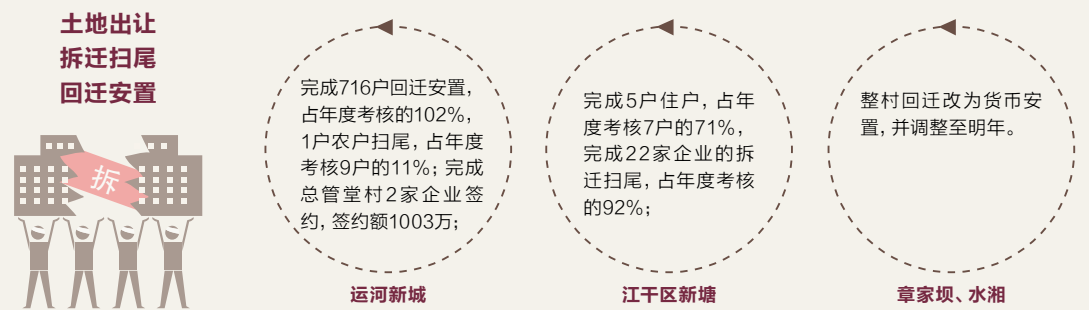 土地出让
拆迁扫尾
回迁安置
拆
完成716户回迁安置，
占年度考核的102%，
1户农户扫尾，占年度
考核9户的11%；完成
总管堂村2家企业签
约，签约额1003万；
运河新城
完成5户住户，占年
度考核7户的71%，
完成22家企业的拆
迁扫尾，占年度考核
的92%；
江干区新塘
整村回迁改为货币安
置，并调整至明年。
章家坝、水湘